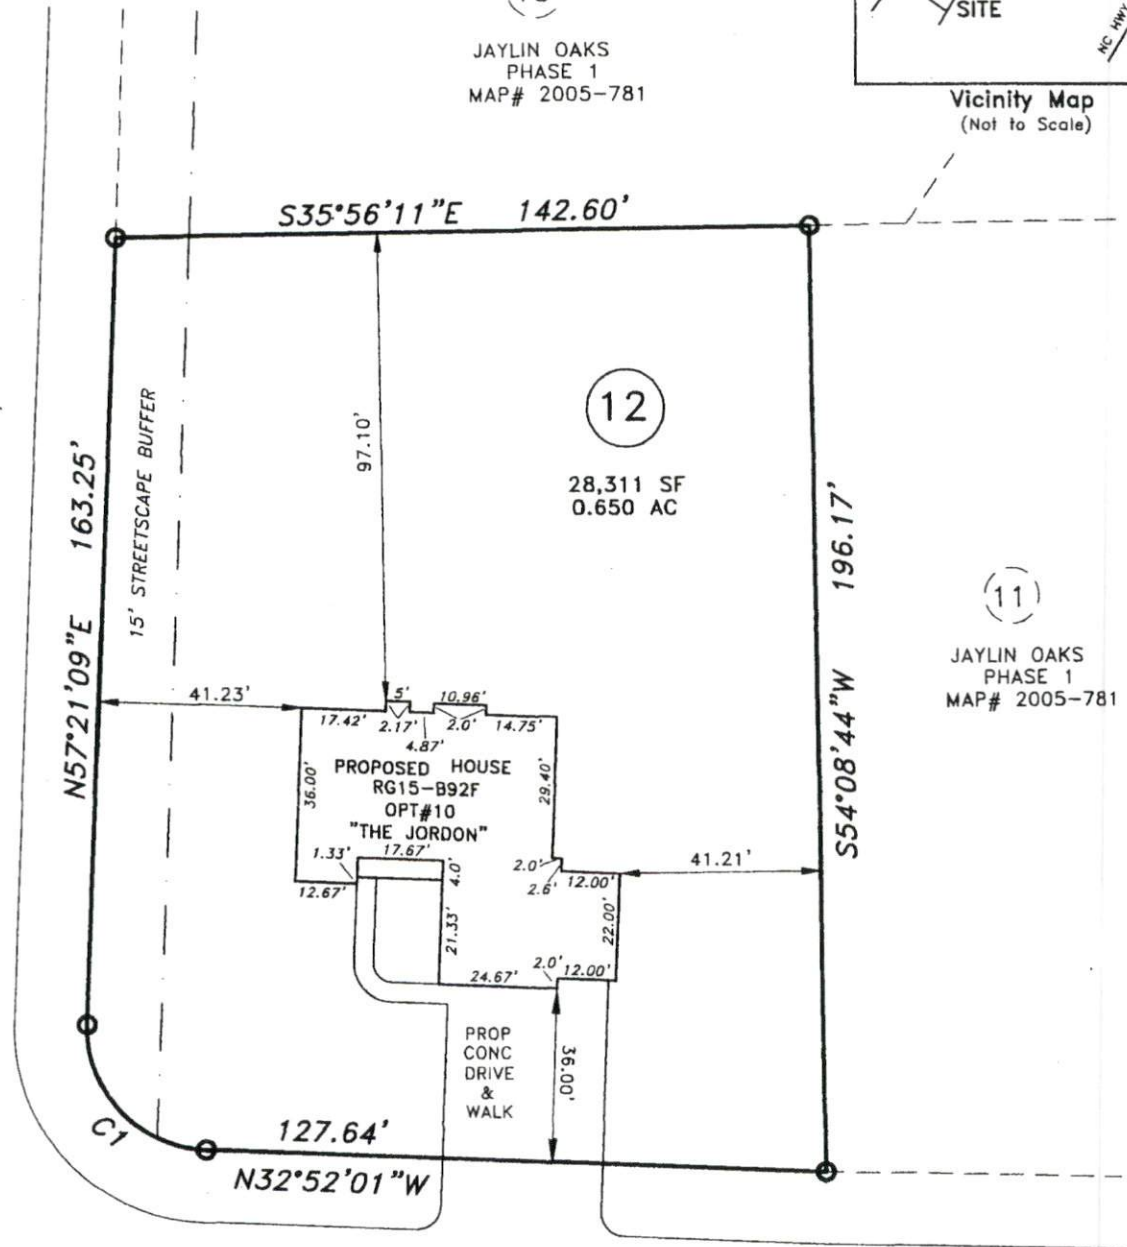 JAYLIN OAKS
PHASE 1
MAP# 2005-781
SITE
NC HWY
Vicinity Map
(Not to Scale)
S35°56'11"E 142.60'
N57°21'09"E 163.25'
15' STREETSCAPE BUFFER
97.10'
12
28,311 SF
0.650 AC
S54°08'44"W 196.17'
11
JAYLIN OAKS
PHASE 1
MAP# 2005-781
41.23'
5'
10.96'
17.42'
2.17'
2.0'
14.75'
4.87'
PROPOSED HOUSE
RG15-B92F
OPT#10
"THE JORDON"
36.00'
29.40'
17.67'
1.33'
4.0'
12.67'
2.0'
2.6'
12.00'
41.21'
21.33'
22.00'
24.67'
2.0'
12.00'
PROP
CONC
DRIVE
&
WALK
36.00'
C1
127.64'
N32°52'01"W